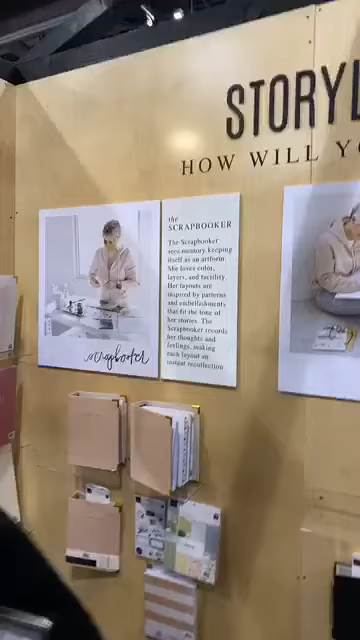 STORYL
HOW WILL YO
the
SCRAPBOOKER
The Scrapbooker
sees memory keeping
itself as an artform.
She loves color,
layers, and tactility.
Her layouts are
inspired by patterns
and embellishments
that fit the tone of
her stories. The
Scrapbooker records
her thoughts and
feelings, making
each layout an
instant recollection
scrapbooker